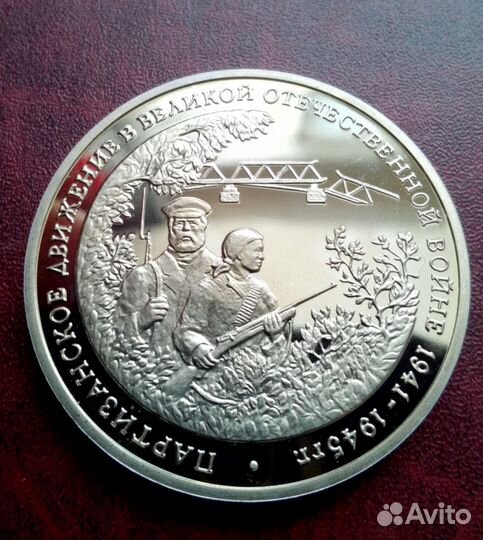 ПАРТИЗАНСКОЕ ДВИЖЕНИЕ В ВЕЛИКОЙ ОТЕЧЕСТВЕННОЙ ВОЙНЕ 1941-1945 гг.
Avito